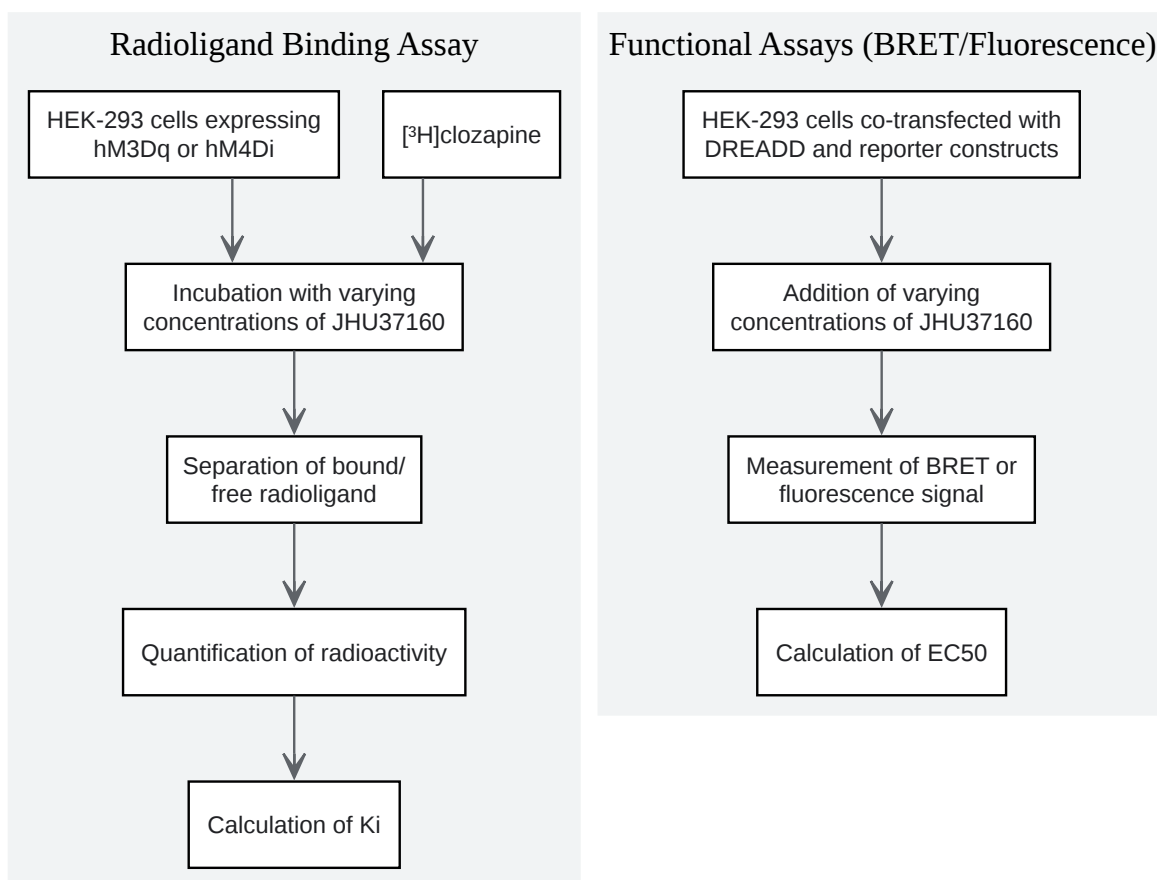 Radioligand Binding Assay
HEK-293 cells expressing
hM3Dq or hM4Di
[³H]clozapine
Incubation with varying
concentrations of JHU37160
Separation of bound/
free radioligand
Quantification of radioactivity
Calculation of Ki
Functional Assays (BRET/Fluorescence)
HEK-293 cells co-transfected with
DREADD and reporter constructs
Addition of varying
concentrations of JHU37160
Measurement of BRET or
fluorescence signal
Calculation of EC50